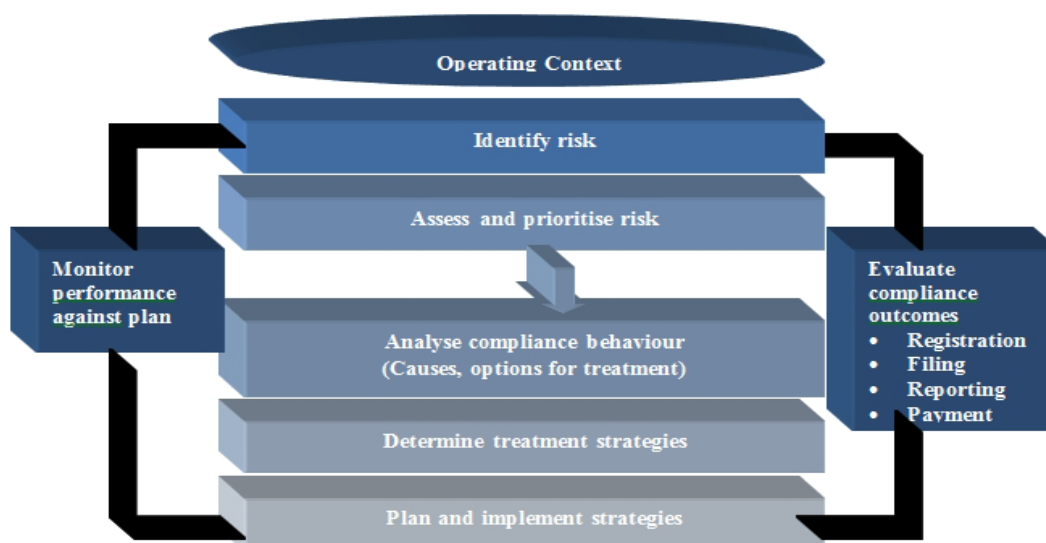 Operating Context
Identify risk
Assess and prioritise risk
Monitor
performance
against plan
Evaluate
compliance
outcomes
• Registration
• Filing
• Reporting
• Payment
Analyse compliance behaviour
(Causes, options for treatment)
Determine treatment strategies
Plan and implement strategies